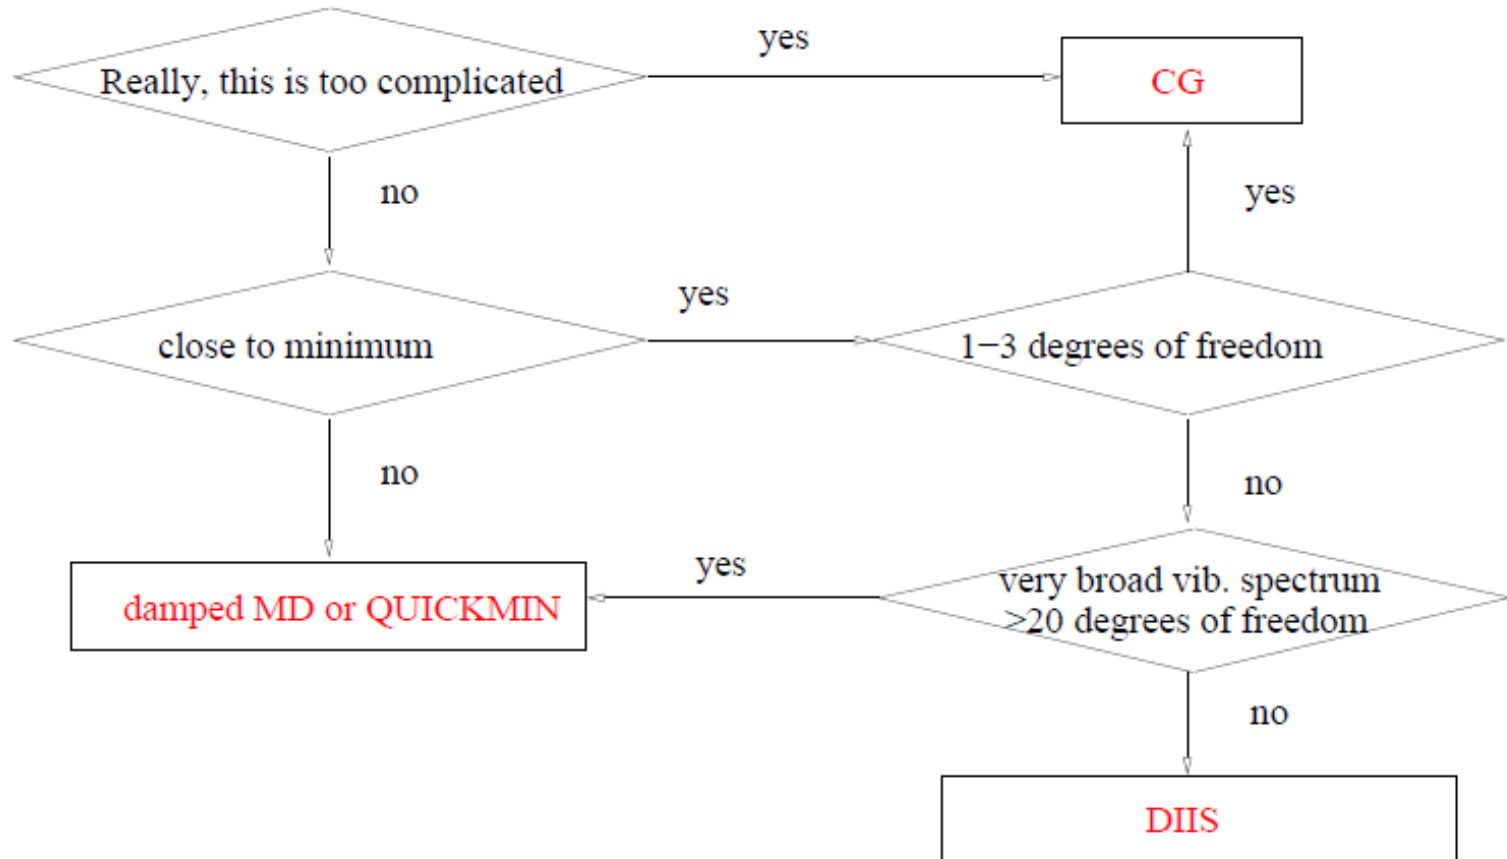 yes
Really, this is too complicated
CG
no
yes
yes
close to minimum
1−3 degrees of freedom
no
no
yes
very broad vib. spectrum
>20 degrees of freedom
damped MD or QUICKMIN
no
DIIS